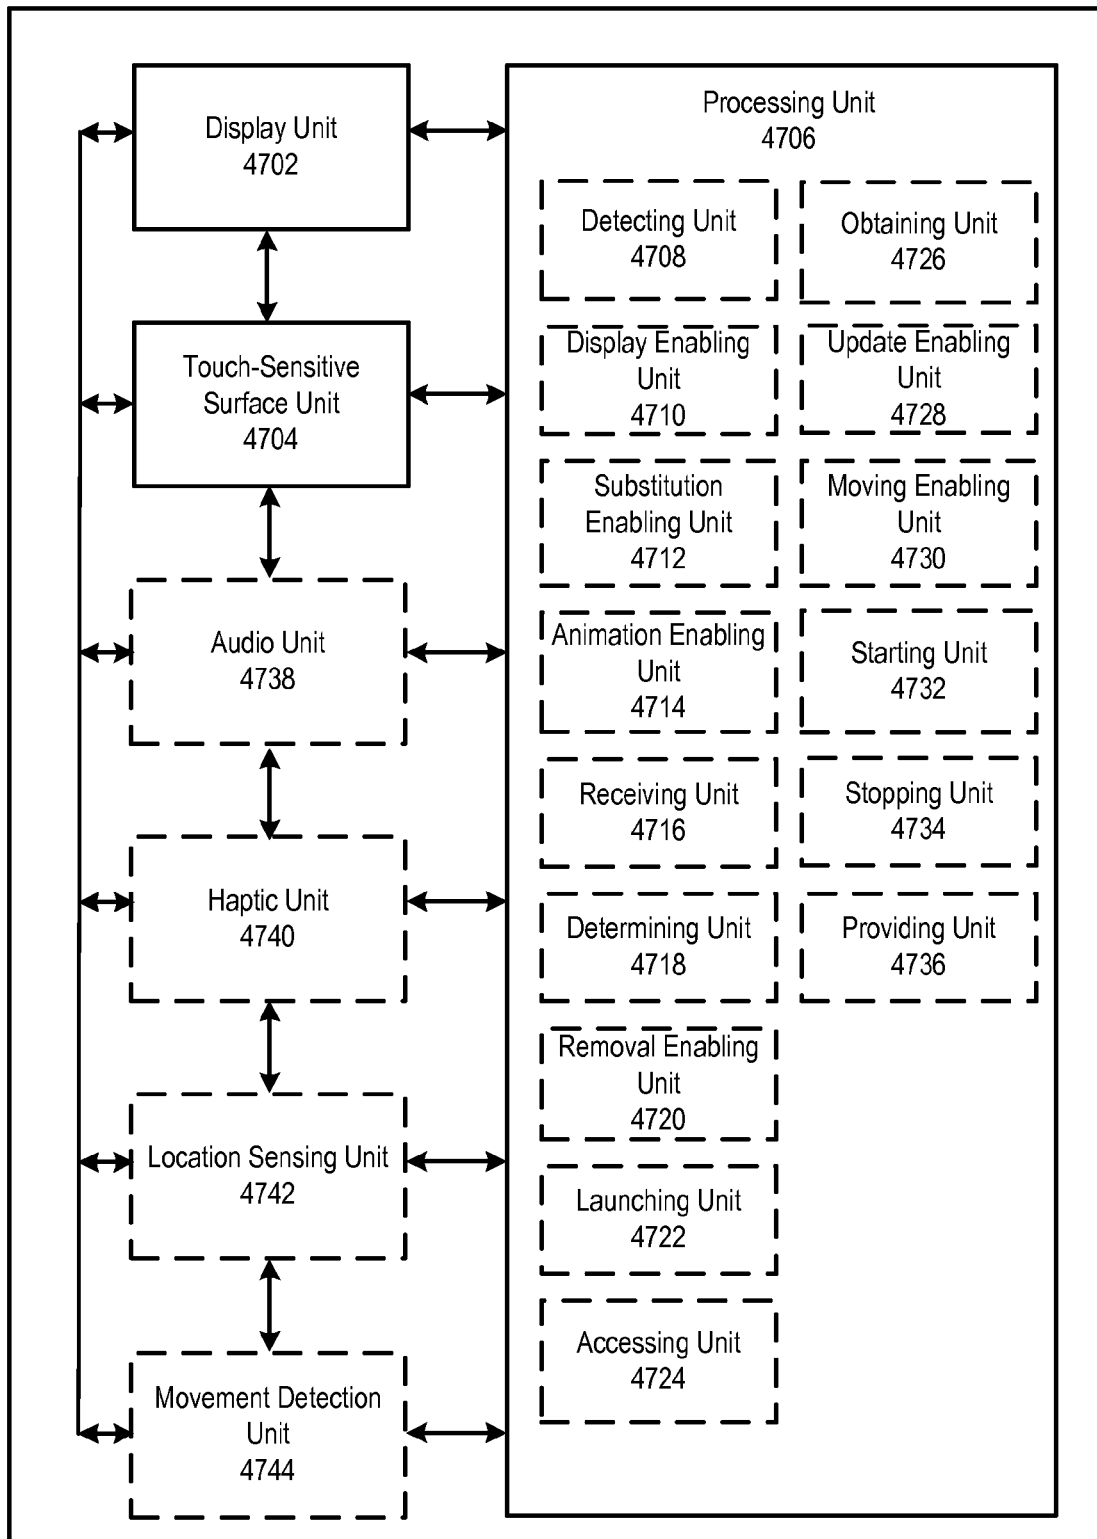 Display Unit
4702
Touch-Sensitive
Surface Unit
4704
Audio Unit
4738
Haptic Unit
4740
Location Sensing Unit
4742
Movement Detection
Unit
4744
Processing Unit
4706
Detecting Unit
4708
Display Enabling
Unit
4710
Substitution
Enabling Unit
4712
Animation Enabling
Unit
4714
Receiving Unit
4716
Determining Unit
4718
Removal Enabling
Unit
4720
Launching Unit
4722
Accessing Unit
4724
Obtaining Unit
4726
Update Enabling
Unit
4728
Moving Enabling
Unit
4730
Starting Unit
4732
Stopping Unit
4734
Providing Unit
4736